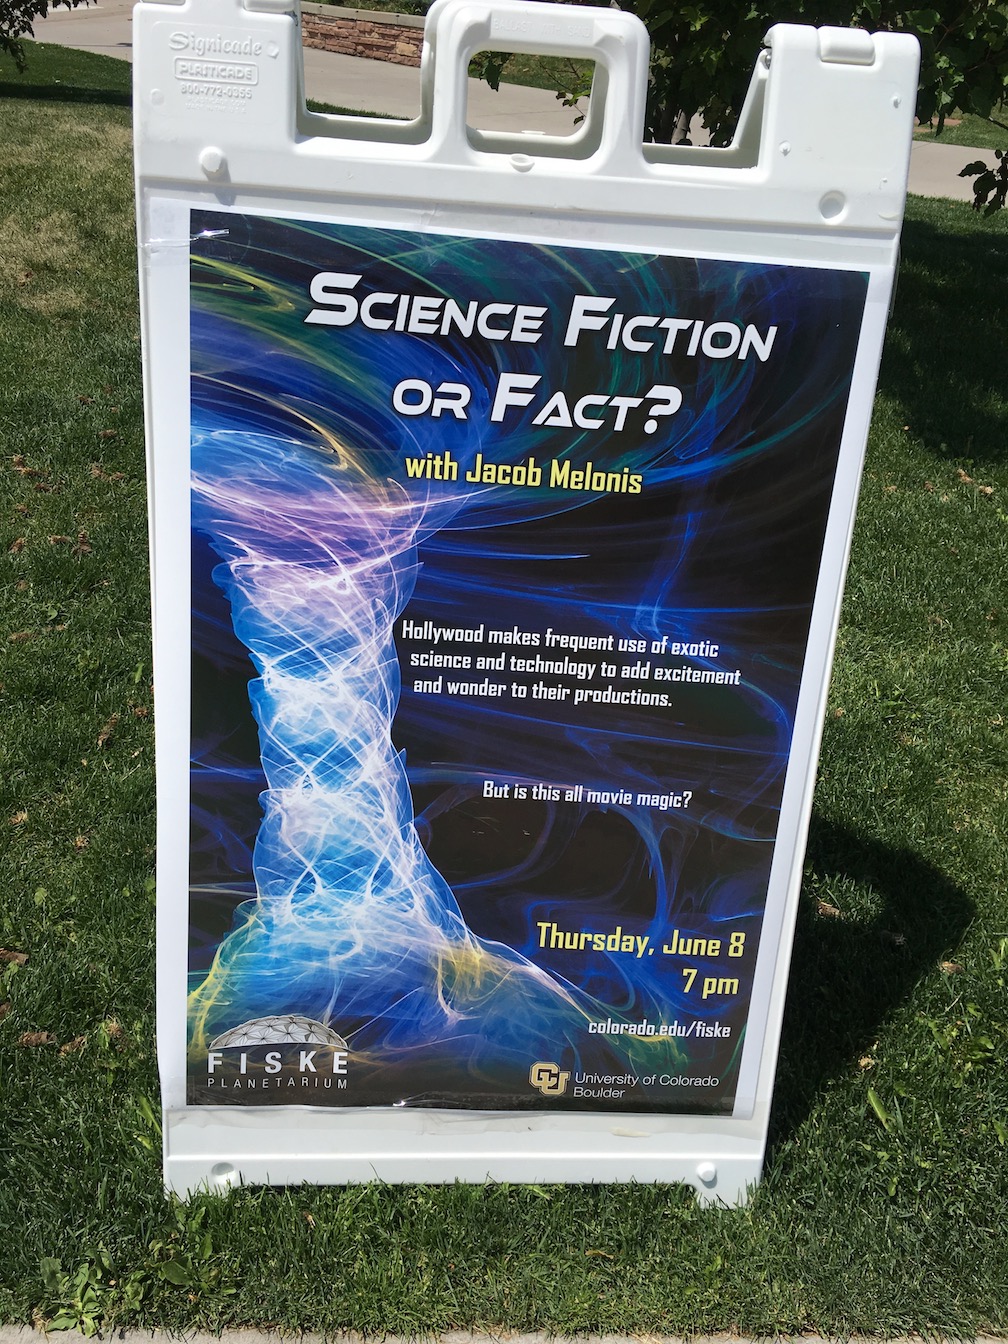 Signicade
PLASTICADE
800-772-0355
SCIENCE FICTION
OR FACT?
with Jacob Melonis
Hollywood makes frequent use of exotic
science and technology to add excitement
and wonder to their productions.
But is this all movie magic?
Thursday, June 8
7 pm
colorado.edu/fiske
FISKE
PLANETARIUM
CU University of Colorado
Boulder